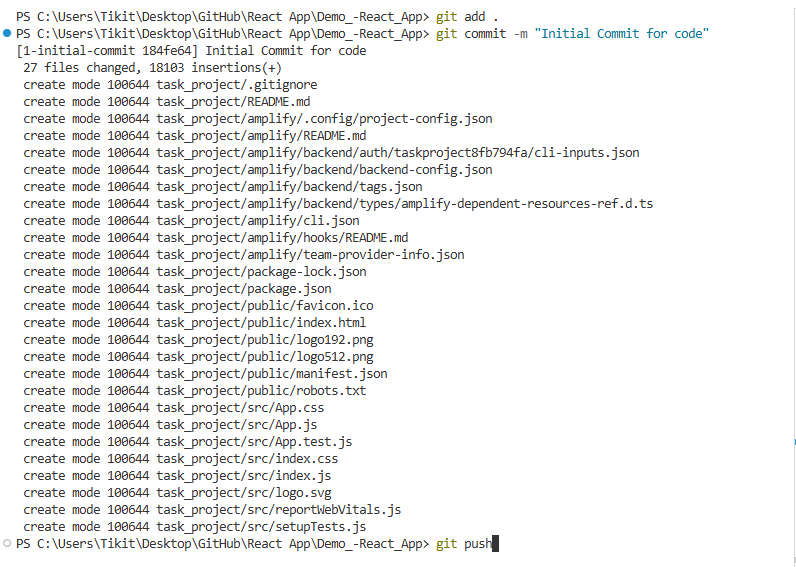 PS C:\Users\Tikit\Desktop\GitHub\React App\Demo_-React_App> git add .
PS C:\Users\Tikit\Desktop\GitHub\React App\Demo_-React_App> git commit -m "Initial Commit for code"
[1-initial-commit 184fe64] Initial Commit for code
27 files changed, 18103 insertions(+)
create mode 100644 task_project/.gitignore
create mode 100644 task_project/README.md
create mode 100644 task_project/amplify/.config/project-config.json
create mode 100644 task_project/amplify/README.md
create mode 100644 task_project/amplify/backend/auth/taskproject8fb794fa/cli-inputs.json
create mode 100644 task_project/amplify/backend/backend-config.json
create mode 100644 task_project/amplify/backend/tags.json
create mode 100644 task_project/amplify/backend/types/amplify-dependent-resources-ref.d.ts
create mode 100644 task_project/amplify/cli.json
create mode 100644 task_project/amplify/hooks/README.md
create mode 100644 task_project/amplify/team-provider-info.json
create mode 100644 task_project/package-lock.json
create mode 100644 task_project/package.json
create mode 100644 task_project/public/favicon.ico
create mode 100644 task_project/public/index.html
create mode 100644 task_project/public/logo192.png
create mode 100644 task_project/public/logo512.png
create mode 100644 task_project/public/manifest.json
create mode 100644 task_project/public/robots.txt
create mode 100644 task_project/src/App.css
create mode 100644 task_project/src/App.js
create mode 100644 task_project/src/App.test.js
create mode 100644 task_project/src/index.css
create mode 100644 task_project/src/index.js
create mode 100644 task_project/src/logo.svg
create mode 100644 task_project/src/reportWebVitals.js
create mode 100644 task_project/src/setupTests.js
PS C:\Users\Tikit\Desktop\GitHub\React App\Demo_-React_App> git push